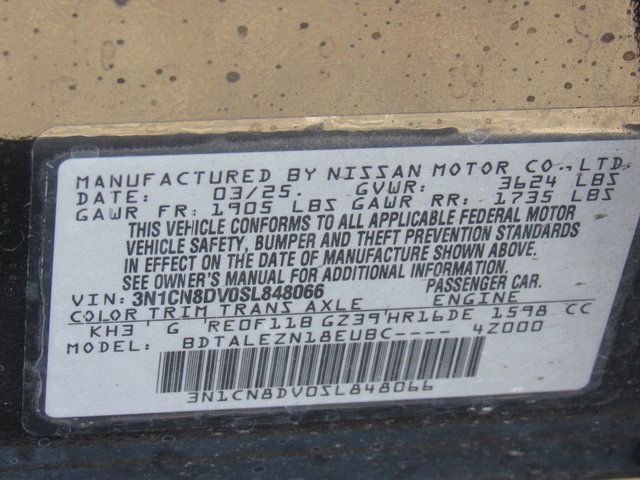 MANUFACTURED BY NISSAN MOTOR CO., LTD.
DATE: 03/25. GVWR: 3624 LBS
GAWR FR: 1905 LBS GAWR RR: 1735 LBS
THIS VEHICLE CONFORMS TO ALL APPLICABLE FEDERAL MOTOR
VEHICLE SAFETY, BUMPER AND THEFT PREVENTION STANDARDS
IN EFFECT ON THE DATE OF MANUFACTURE SHOWN ABOVE.
SEE OWNER'S MANUAL FOR ADDITIONAL INFORMATION.
VIN: 3N1CN8DV0SL848066 PASSENGER CAR.
COLOR TRIM TRANS AXLE ENGINE
KH3 G RE0F11B GZ39 HR16DE 1598 CC
MODEL: BDTALEZN18EUBC---- 4Z000
3N1CN8DV0SL848066